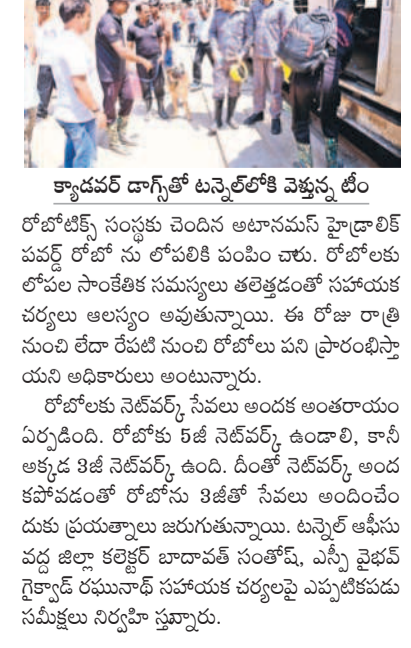 క్యాడవర్ డాగ్స్‌తో టన్నెల్‌లోకి వెళ్తున్న టీం
రోబోటిక్స్ సంస్థకు చెందిన అటానమస్ హైడ్రాలిక్
పవర్డ్ రోబో ను లోపలికి పంపిం చారు. రోబోలకు
లోపల సాంకేతిక సమస్యలు తలెత్తడంతో సహాయక
చర్యలు ఆలస్యం అవుతున్నాయి. ఈ రోజు రాత్రి
నుంచి లేదా రేపటి నుంచి రోబోలు పని ప్రారంభిస్తా
యని అధికారులు అంటున్నారు.
రోబోలకు నెట్‌వర్క్ సేవలు అందక అంతరాయం
ఏర్పడింది. రోబోకు 5జీ నెట్‌వర్క్ ఉండాలి, కానీ
అక్కడ 3జీ నెట్‌వర్క్ ఉంది. దీంతో నెట్‌వర్క్ అంద
కపోవడంతో రోబోను 3జీతో సేవలు అందించేం
దుకు ప్రయత్నాలు జరుగుతున్నాయి. టన్నెల్ ఆఫీసు
వద్ద జిల్లా కలెక్టర్ బాదావత్ సంతోష్, ఎస్పీ వైభవ్
గైక్వాడ్ రఘునాథ్ సహాయక చర్యలపై ఎప్పటికపడు
సమీక్షలు నిర్వహి స్తున్నారు.